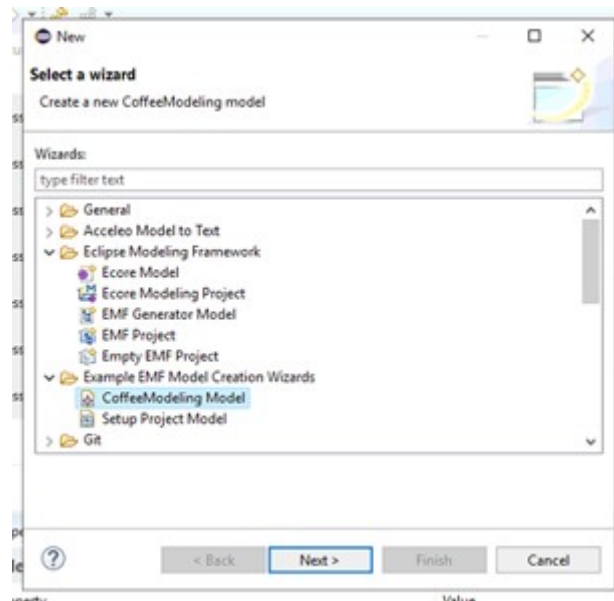 New
Select a wizard
Create a new CoffeeModeling model
Wizards:
type filter text
General
Acceleo Model to Text
Eclipse Modeling Framework
Ecore Model
Ecore Modeling Project
EMF Generator Model
EMF Project
Empty EMF Project
Example EMF Model Creation Wizards
CoffeeModeling Model
Setup Project Model
Git
?
< Back Next > Finish Cancel
Value